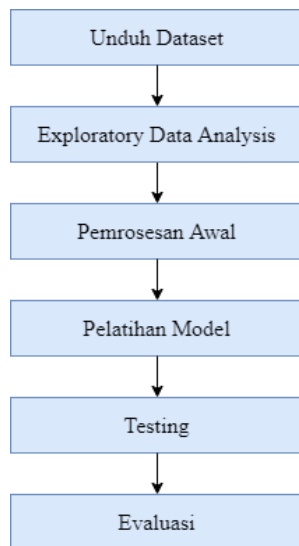 Unduh Dataset
Exploratory Data Analysis
Pemrosesan Awal
Pelatihan Model
Testing
Evaluasi